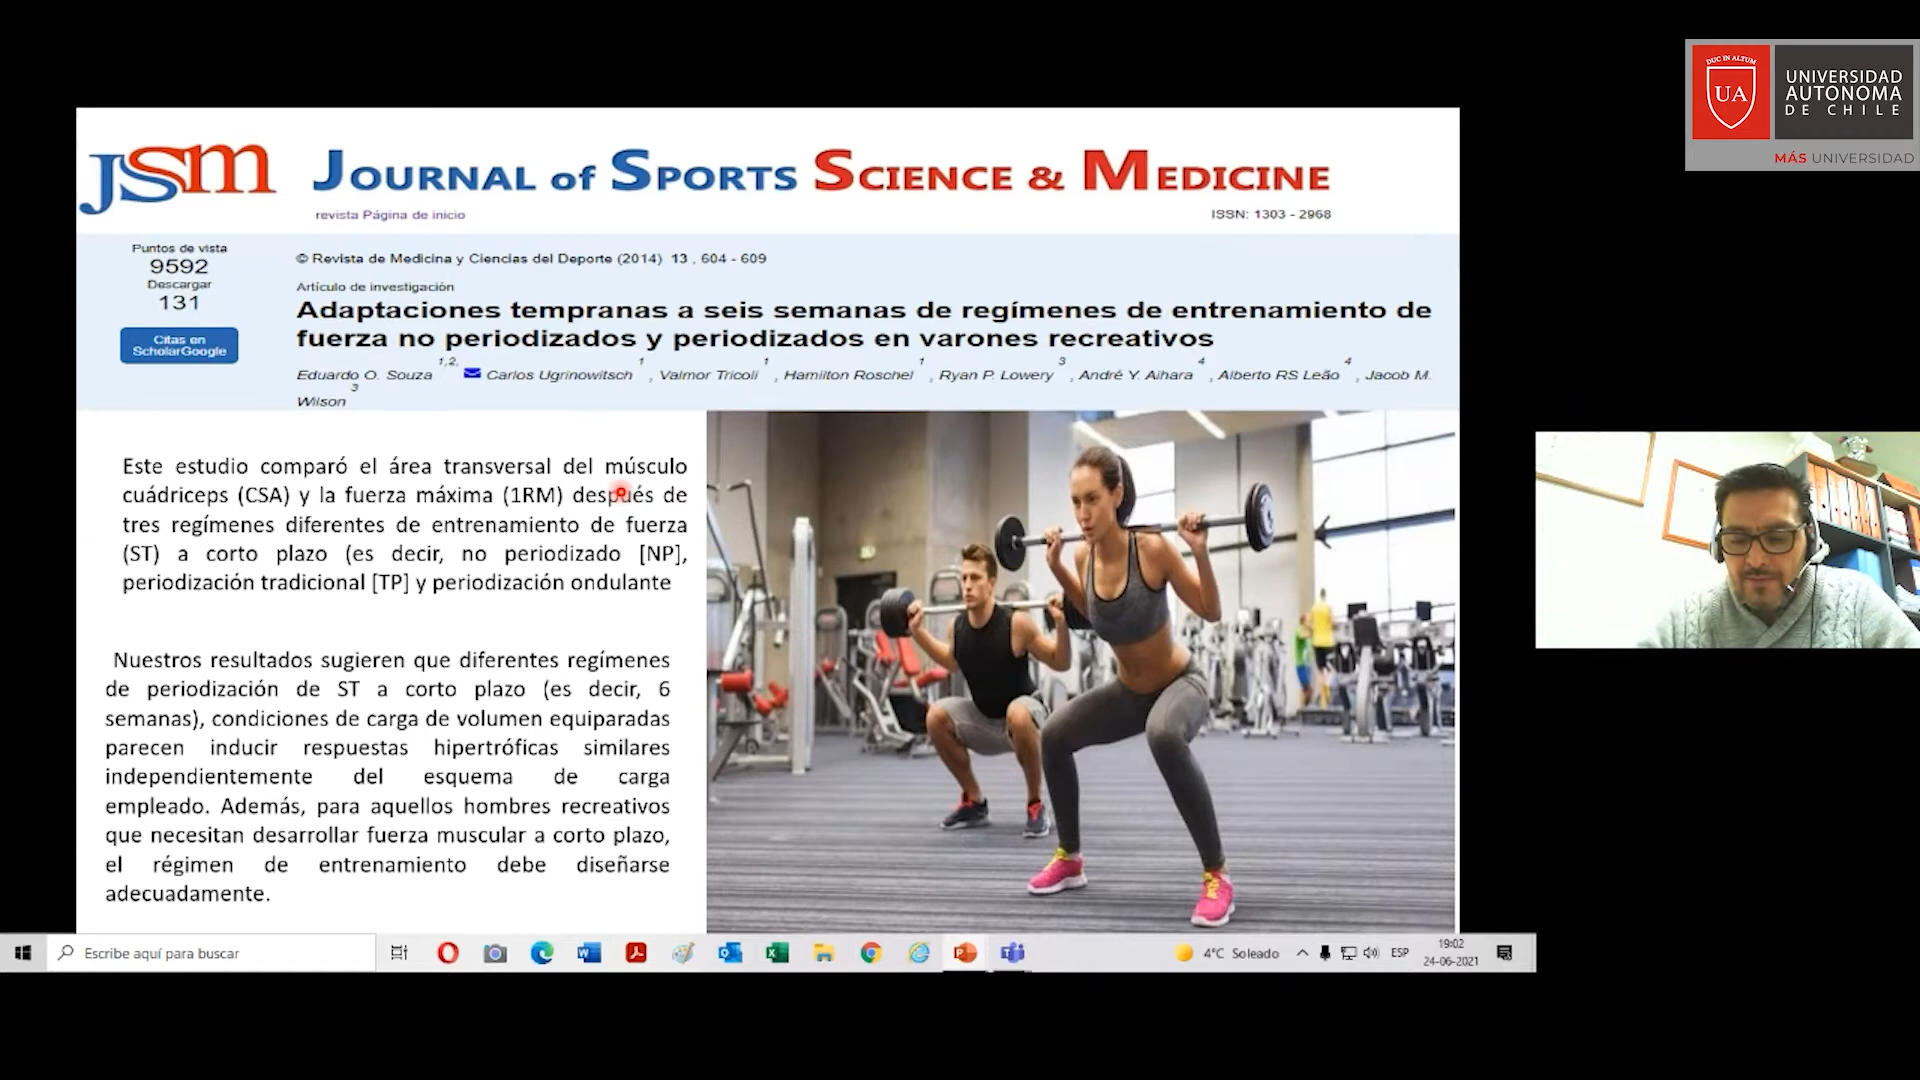 DUC IN ALTUM
UA
UNIVERSIDAD
AUTONOMA
DE CHILE
MÁS UNIVERSIDAD
JSm
JOURNAL of SPORTS SCIENCE & MEDICINE
revista Página de inicio
ISSN: 1303 - 2968
Puntos de vista
9592
Descargar
131
Citas en
ScholarGoogle
© Revista de Medicina y Ciencias del Deporte (2014) 13 , 604 - 609
Artículo de investigación
Adaptaciones tempranas a seis semanas de regímenes de entrenamiento de
fuerza no periodizados y periodizados en varones recreativos
Eduardo O. Souza 1,2, Carlos Ugrinowitsch 1 , Valmor Tricoli 1 , Hamilton Roschel 1 , Ryan P. Lowery 3 , André Y. Aihara 4 , Alberto RS Leão 4 , Jacob M.
Wilson 3
Este estudio comparó el área transversal del músculo
cuádriceps (CSA) y la fuerza máxima (1RM) después de
tres regímenes diferentes de entrenamiento de fuerza
(ST) a corto plazo (es decir, no periodizado [NP],
periodización tradicional [TP] y periodización ondulante
Nuestros resultados sugieren que diferentes regímenes
de periodización de ST a corto plazo (es decir, 6
semanas), condiciones de carga de volumen equiparadas
parecen inducir respuestas hipertróficas similares
independientemente del esquema de carga
empleado. Además, para aquellos hombres recreativos
que necesitan desarrollar fuerza muscular a corto plazo,
el régimen de entrenamiento debe diseñarse
adecuadamente.
Escribe aquí para buscar
4°C Soleado
ESP
19:02
24-06-2021